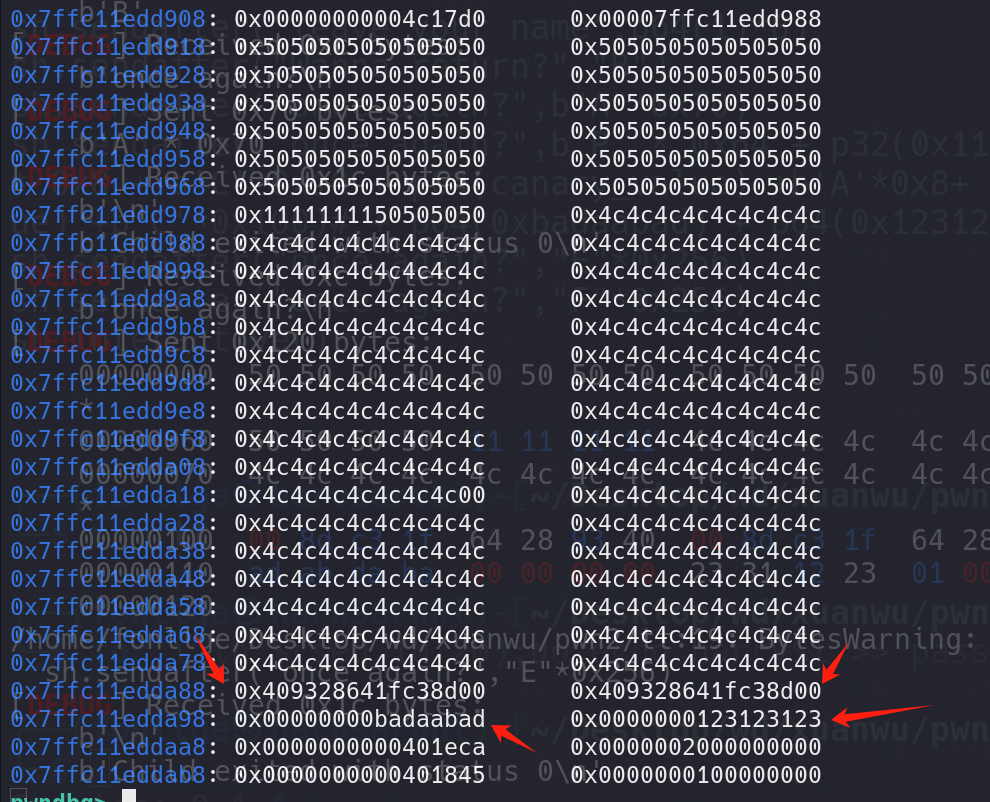 0x7ffc11edd908: 0x00000000004c17d0 0x00007ffc11edd988
0x7ffc11edd918: 0x5050505050505050 0x5050505050505050
0x7ffc11edd928: 0x5050505050505050 0x5050505050505050
0x7ffc11edd938: 0x5050505050505050 0x5050505050505050
0x7ffc11edd948: 0x5050505050505050 0x5050505050505050
0x7ffc11edd958: 0x5050505050505050 0x5050505050505050
0x7ffc11edd968: 0x5050505050505050 0x5050505050505050
0x7ffc11edd978: 0x1111111150505050 0x4c4c4c4c4c4c4c4c
0x7ffc11edd988: 0x4c4c4c4c4c4c4c4c 0x4c4c4c4c4c4c4c4c
0x7ffc11edd998: 0x4c4c4c4c4c4c4c4c 0x4c4c4c4c4c4c4c4c
0x7ffc11edd9a8: 0x4c4c4c4c4c4c4c4c 0x4c4c4c4c4c4c4c4c
0x7ffc11edd9b8: 0x4c4c4c4c4c4c4c4c 0x4c4c4c4c4c4c4c4c
0x7ffc11edd9c8: 0x4c4c4c4c4c4c4c4c 0x4c4c4c4c4c4c4c4c
0x7ffc11edd9d8: 0x4c4c4c4c4c4c4c4c 0x4c4c4c4c4c4c4c4c
0x7ffc11edd9e8: 0x4c4c4c4c4c4c4c4c 0x4c4c4c4c4c4c4c4c
0x7ffc11edd9f8: 0x4c4c4c4c4c4c4c4c 0x4c4c4c4c4c4c4c4c
0x7ffc11edda08: 0x4c4c4c4c4c4c4c4c 0x4c4c4c4c4c4c4c4c
0x7ffc11edda18: 0x4c4c4c4c4c4c4c00 0x4c4c4c4c4c4c4c4c
0x7ffc11edda28: 0x4c4c4c4c4c4c4c4c 0x4c4c4c4c4c4c4c4c
0x7ffc11edda38: 0x4c4c4c4c4c4c4c4c 0x4c4c4c4c4c4c4c4c
0x7ffc11edda48: 0x4c4c4c4c4c4c4c4c 0x4c4c4c4c4c4c4c4c
0x7ffc11edda58: 0x4c4c4c4c4c4c4c4c 0x4c4c4c4c4c4c4c4c
0x7ffc11edda68: 0x4c4c4c4c4c4c4c4c 0x4c4c4c4c4c4c4c4c
0x7ffc11edda78: 0x4c4c4c4c4c4c4c4c 0x4c4c4c4c4c4c4c4c
0x7ffc11edda88: 0x409328641fc38d00 0x409328641fc38d00
0x7ffc11edda98: 0x00000000badaabad 0x0000000123123123
0x7ffc11eddaa8: 0x0000000000401eca 0x0000002000000000
0x7ffc11eddab8: 0x0000000000401845 0x0000000100000000
pwndbg>